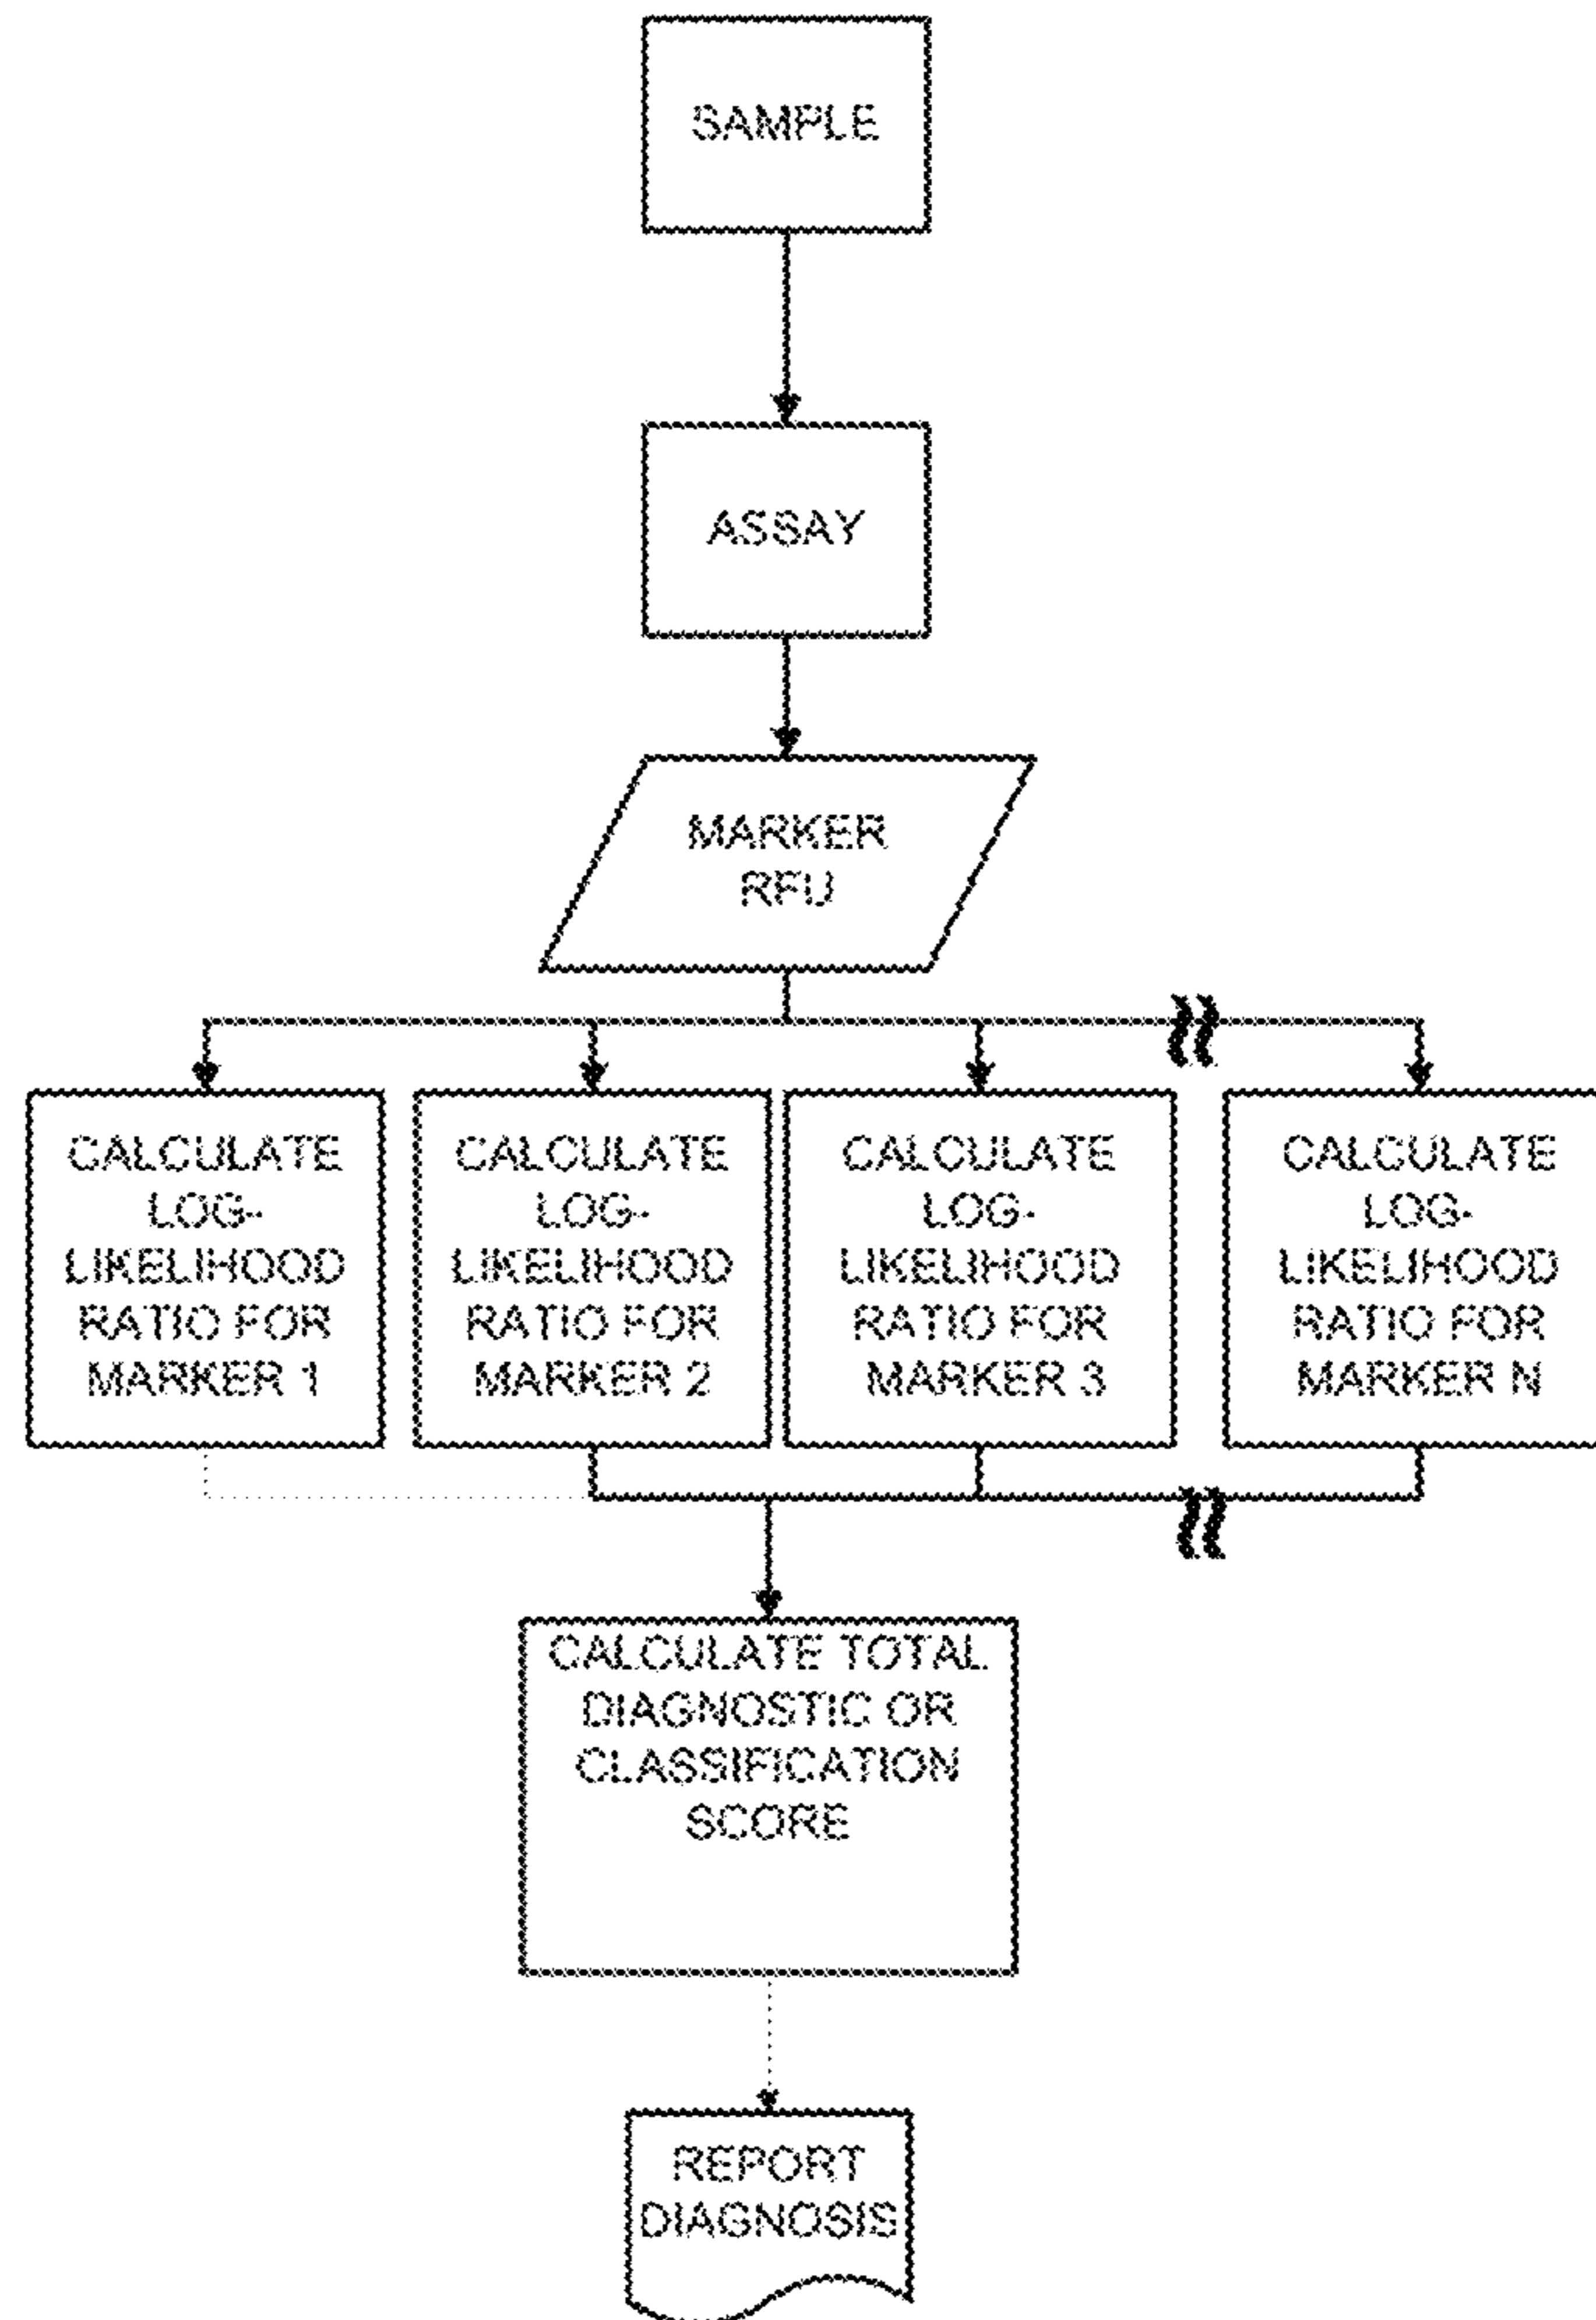 SAMPLE
ASSAY
MARKER
RFU
CALCULATE
LOG-
LIKELIHOOD
RATIO FOR
MARKER 1
CALCULATE
LOG-
LIKELIHOOD
RATIO FOR
MARKER 2
CALCULATE
LOG-
LIKELIHOOD
RATIO FOR
MARKER 3
CALCULATE
LOG-
LIKELIHOOD
RATIO FOR
MARKER N
CALCULATE TOTAL
DIAGNOSTIC OR
CLASSIFICATION
SCORE
REPORT
DIAGNOSIS